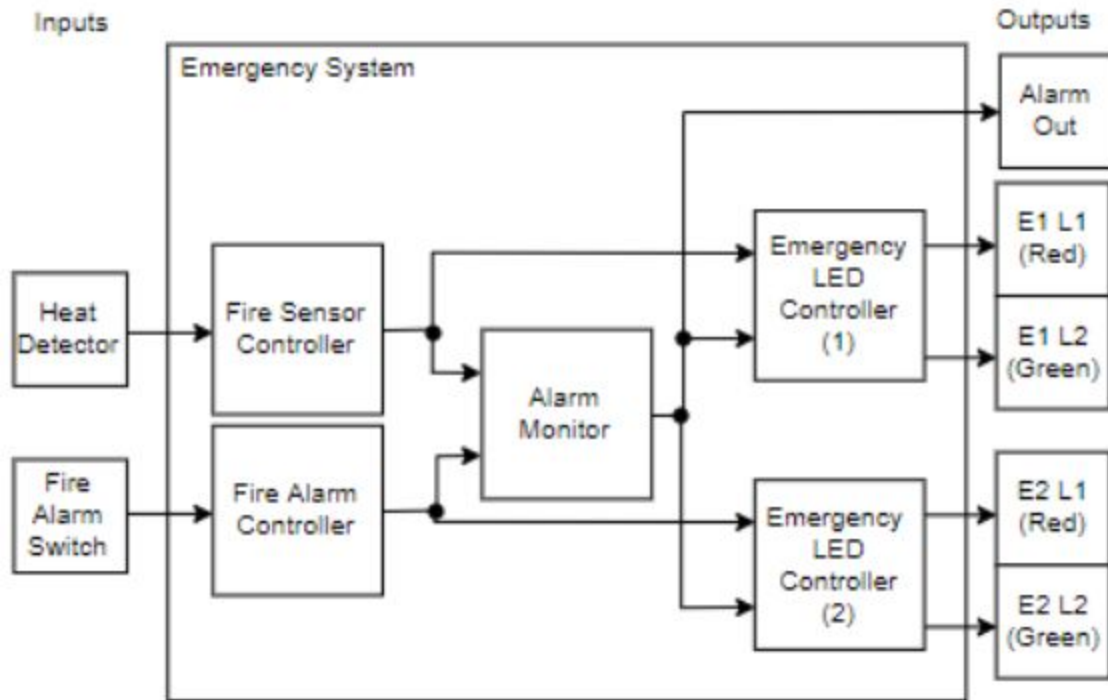 Inputs
Outputs
Emergency System
Alarm
Out
Emergency
LED
Controller
(1)
E1 L1
(Red)
E1 L2
(Green)
Heat
Detector
Fire Sensor
Controller
Alarm
Monitor
Fire
Alarm
Switch
Fire Alarm
Controller
Emergency
LED
Controller
(2)
E2 L1
(Red)
E2 L2
(Green)